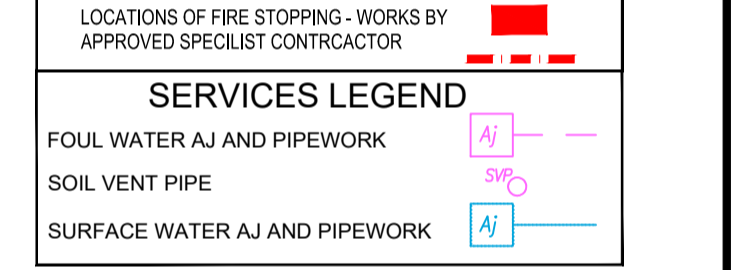 LOCATIONS OF FIRE STOPPING - WORKS BY
APPROVED SPECILIST CONTRCACTOR
SERVICES LEGEND
FOUL WATER AJ AND PIPEWORK Aj
SOIL VENT PIPE SVP
SURFACE WATER AJ AND PIPEWORK Aj